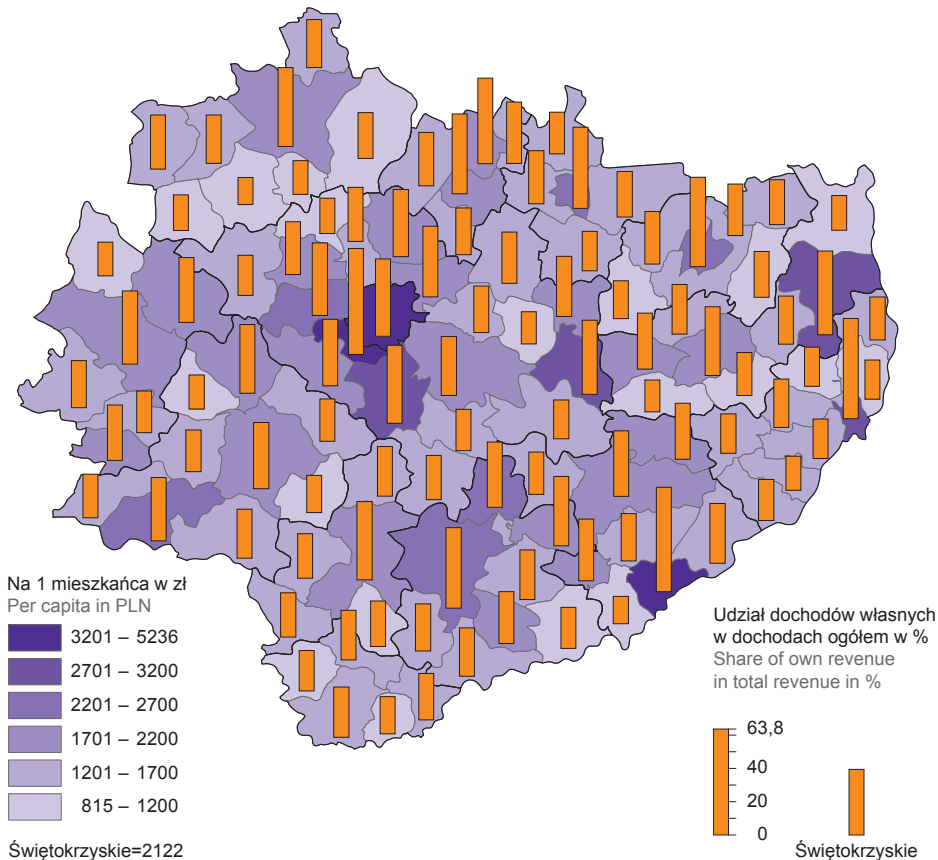 Na 1 mieszkańca w zł
Per capita in PLN
3201 – 5236
2701 – 3200
2201 – 2700
1701 – 2200
1201 – 1700
815 – 1200
Świętokrzyskie=2122
Udział dochodów własnych
w dochodach ogółem w %
Share of own revenue
in total revenue in %
63,8
40
20
0
Świętokrzyskie